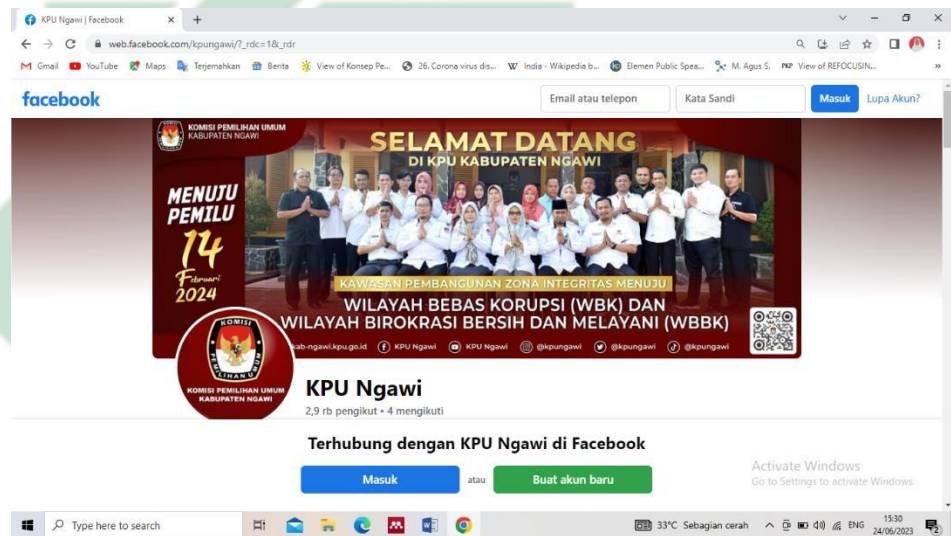 KPU Ngawi | Facebook
web.facebook.com/kpungawi/?_rdc=1&_rdr
Gmail YouTube Maps Terjemahkan Berita View of Konsep Pe... 26. Corona virus dis... India - Wikipedia b... Elemen Public Spea... M. Agus S. PKP View of REFOCUSIN...
facebook Email atau telepon Kata Sandi Masuk Lupa Akun?
KOMISI PEMILIHAN UMUM
KABUPATEN NGAWI
SELAMAT DATANG
DI KPU KABUPATEN NGAWI
MENUJU
PEMILU
14
Februari
2024
KAWASAN PEMBANGUNAN ZONA INTEGRITAS MENUJU
WILAYAH BEBAS KORUPSI (WBK) DAN
WILAYAH BIROKRASI BERSIH DAN MELAYANI (WBBK)
kab-ngawi.kpu.go.id KPU Ngawi KPU Ngawi @kpungawi @kpungawi @kpungawi
KOMISI
PEMILIHAN UMUM
KOMISI PEMILIHAN UMUM
KABUPATEN NGAWI
KPU Ngawi
2,9 rb pengikut • 4 mengikuti
Terhubung dengan KPU Ngawi di Facebook
Masuk atau Buat akun baru
Activate Windows
Go to Settings to activate Windows.
Type here to search
33°C Sebagian cerah ENG 15:30
24/06/2023
2